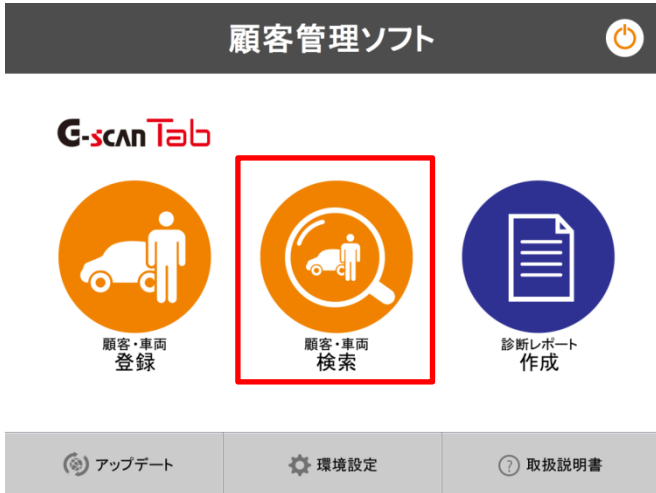 顧客管理ソフト
G-scan Tab
顧客・車両
登録
顧客・車両
検索
診断レポート
作成
アップデート
環境設定
? 取扱説明書